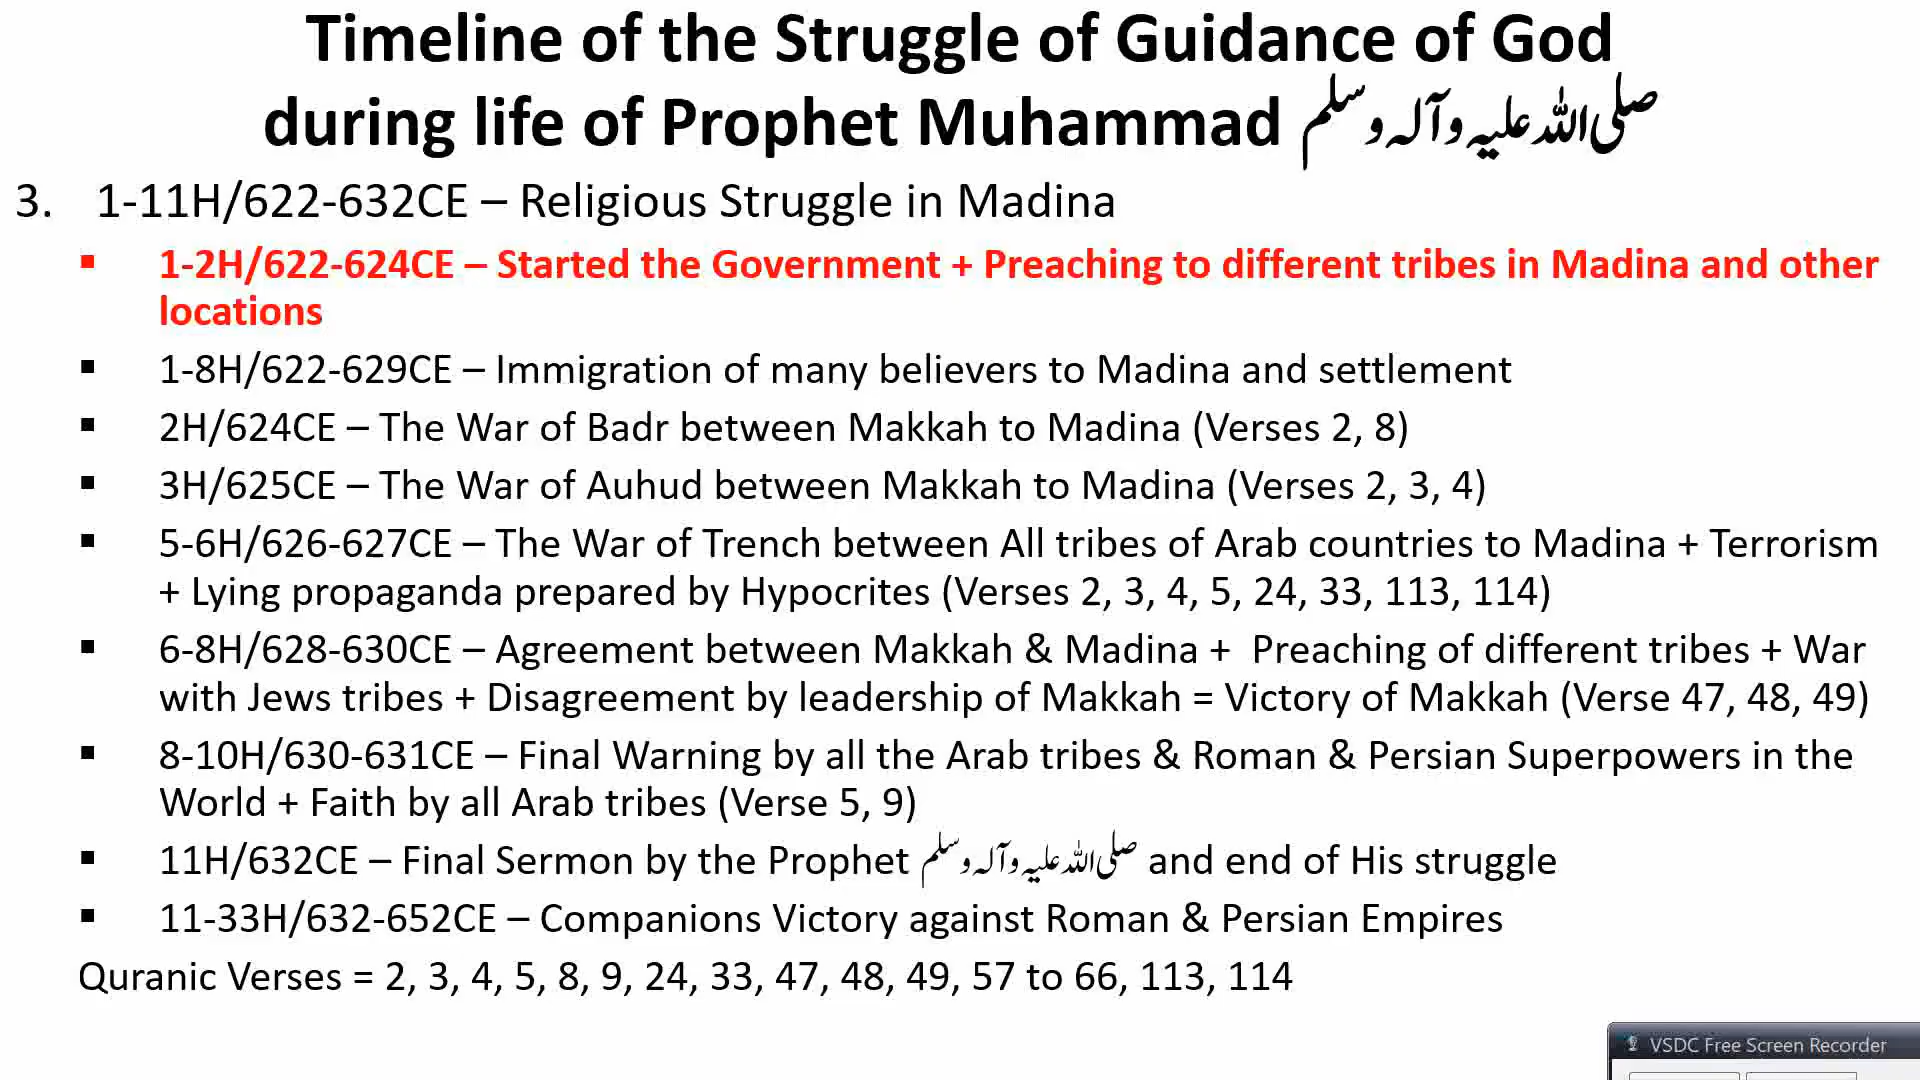 Timeline of the Struggle of Guidance of God
during life of Prophet Muhammad صلی اللہ علیہ وآلہ وسلم
3. 1-11H/622-632CE – Religious Struggle in Madina
▪ 1-2H/622-624CE – Started the Government + Preaching to different tribes in Madina and other
locations
▪ 1-8H/622-629CE – Immigration of many believers to Madina and settlement
▪ 2H/624CE – The War of Badr between Makkah to Madina (Verses 2, 8)
▪ 3H/625CE – The War of Auhud between Makkah to Madina (Verses 2, 3, 4)
▪ 5-6H/626-627CE – The War of Trench between All tribes of Arab countries to Madina + Terrorism
+ Lying propaganda prepared by Hypocrites (Verses 2, 3, 4, 5, 24, 33, 113, 114)
▪ 6-8H/628-630CE – Agreement between Makkah & Madina + Preaching of different tribes + War
with Jews tribes + Disagreement by leadership of Makkah = Victory of Makkah (Verse 47, 48, 49)
▪ 8-10H/630-631CE – Final Warning by all the Arab tribes & Roman & Persian Superpowers in the
World + Faith by all Arab tribes (Verse 5, 9)
▪ 11H/632CE – Final Sermon by the Prophet صلی اللہ علیہ وآلہ وسلم and end of His struggle
▪ 11-33H/632-652CE – Companions Victory against Roman & Persian Empires
Quranic Verses = 2, 3, 4, 5, 8, 9, 24, 33, 47, 48, 49, 57 to 66, 113, 114
VSDC Free Screen Recorder